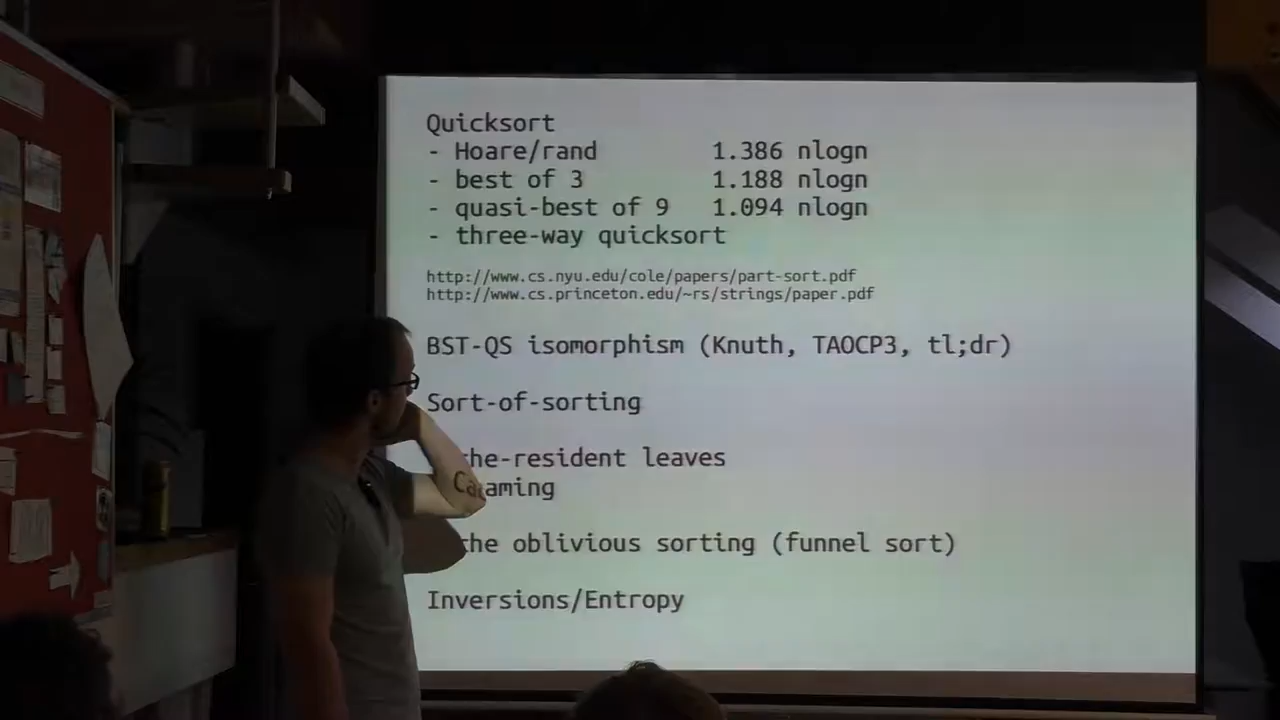 Quicksort
- Hoare/rand 1.386 nlogn
- best of 3 1.188 nlogn
- quasi-best of 9 1.094 nlogn
- three-way quicksort
http://www.cs.nyu.edu/cole/papers/part-sort.pdf
http://www.cs.princeton.edu/~rs/strings/paper.pdf
BST-QS isomorphism (Knuth, TAOCP3, tl;dr)
Sort-of-sorting
he-resident leaves
Ca aming
he oblivious sorting (funnel sort)
Inversions/Entropy